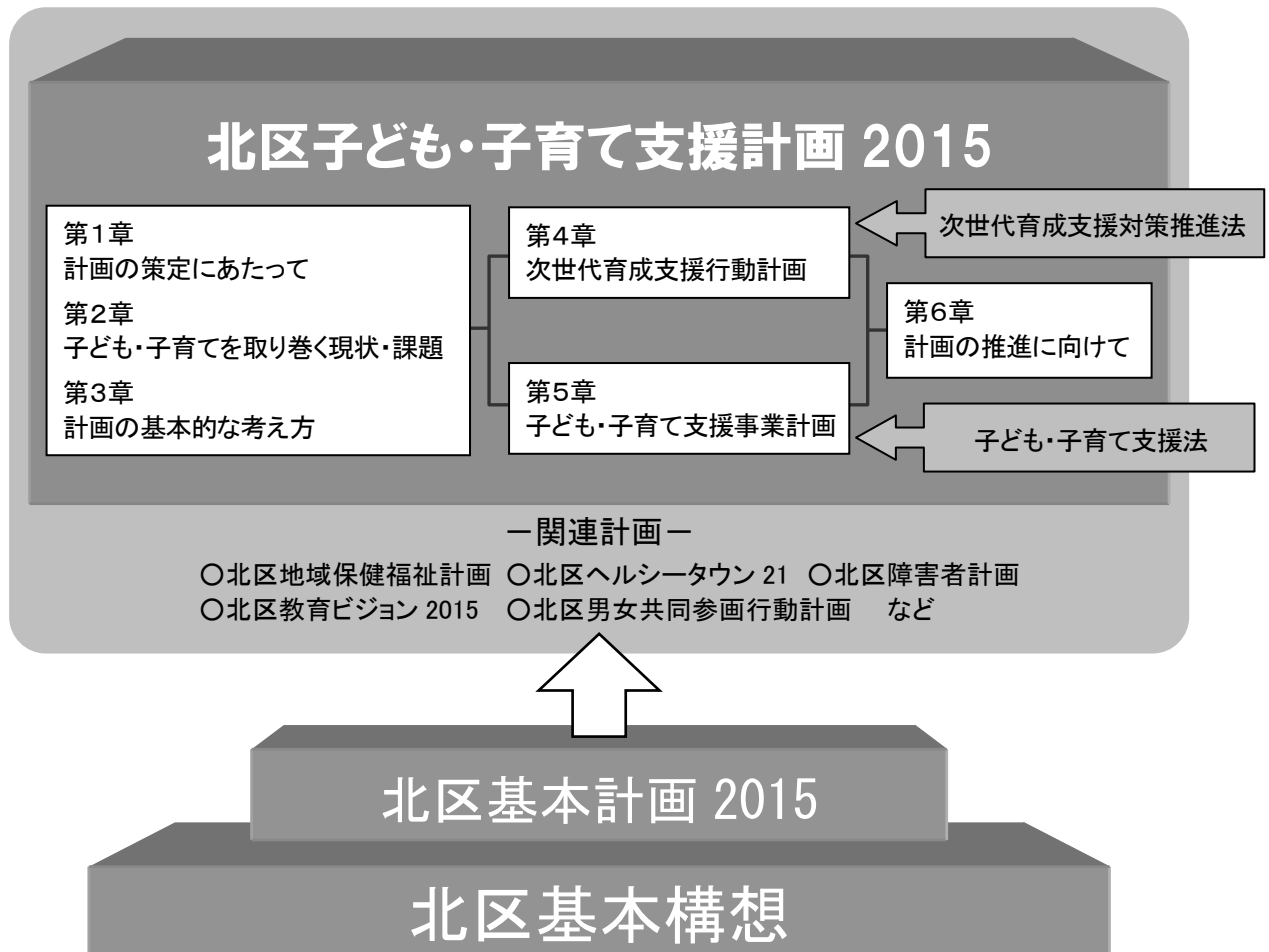 北区子ども・子育て支援計画 2015
第1章
計画の策定にあたって
第2章
子ども・子育てを取り巻く現状・課題
第3章
計画の基本的な考え方
第4章
次世代育成支援行動計画
第5章
子ども・子育て支援事業計画
次世代育成支援対策推進法
第6章
計画の推進に向けて
子ども・子育て支援法
－関連計画－
○北区地域保健福祉計画 ○北区ヘルシータウン 21 ○北区障害者計画
○北区教育ビジョン 2015 ○北区男女共同参画行動計画 など
北区基本計画 2015
北区基本構想